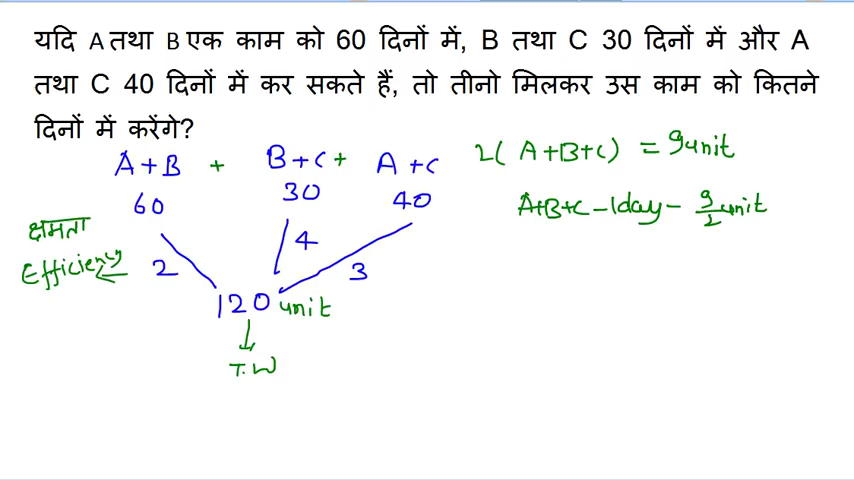 यदि A तथा B एक काम को 60 दिनों में, B तथा C 30 दिनों में और A
तथा C 40 दिनों में कर सकते हैं, तो तीनो मिलकर उस काम को कितने
दिनों में करेंगे?
A+B + B+C + A+C
60 30 40
2(A+B+C) = 9unit
A+B+C - 1day - 9/2 unit
क्षमता
Efficiency
2 4 3
120 unit
T.W